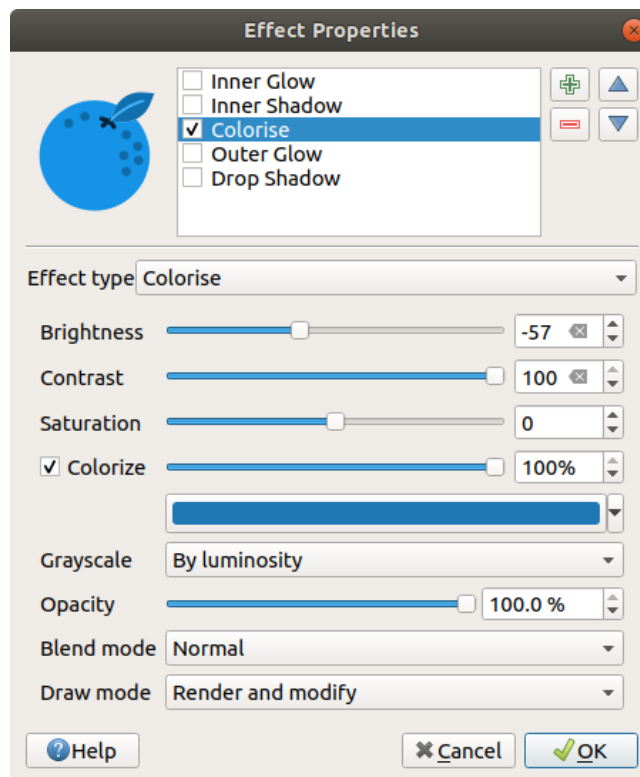 Effect Properties
Inner Glow
Inner Shadow
Colorise
Outer Glow
Drop Shadow
Effect type Colorise
Brightness -57
Contrast 100
Saturation 0
Colorize 100%
Grayscale By luminosity
Opacity 100.0 %
Blend mode Normal
Draw mode Render and modify
?Help Cancel OK